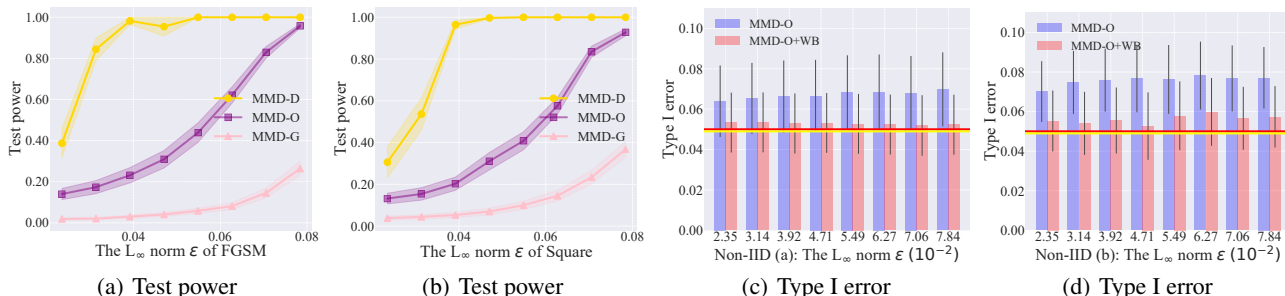 1.00
0.80
0.60
0.40
0.20
0.00
Test power
MMD-D
MMD-O
MMD-G
0.04
0.06
0.08
The L∞ norm ε of FGSM
(a) Test power
1.00
0.80
0.60
0.40
0.20
0.00
Test power
MMD-D
MMD-O
MMD-G
0.04
0.06
0.08
The L∞ norm ε of Square
(b) Test power
0.10
0.08
0.06
0.04
0.02
0.00
Type I error
MMD-O
MMD-O+WB
2.35 3.14 3.92 4.71 5.49 6.27 7.06 7.84
Non-IID (a): The L∞ norm ε (10⁻²)
(c) Type I error
0.10
0.08
0.06
0.04
0.02
0.00
Type I error
MMD-O
MMD-O+WB
2.35 3.14 3.92 4.71 5.49 6.27 7.06 7.84
Non-IID (b): The L∞ norm ε (10⁻²)
(d) Type I error